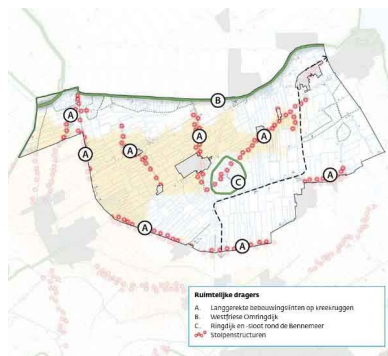 B
A
A
A
A
A
A
C
A
A
Ruimtelijke dragers
A. Langgerekte bebouwingslinten op kreekruggen
B. Westfriese Omringdijk
C. Ringdijk en -sloot rond de Bennemeer
Stolpenstructuren